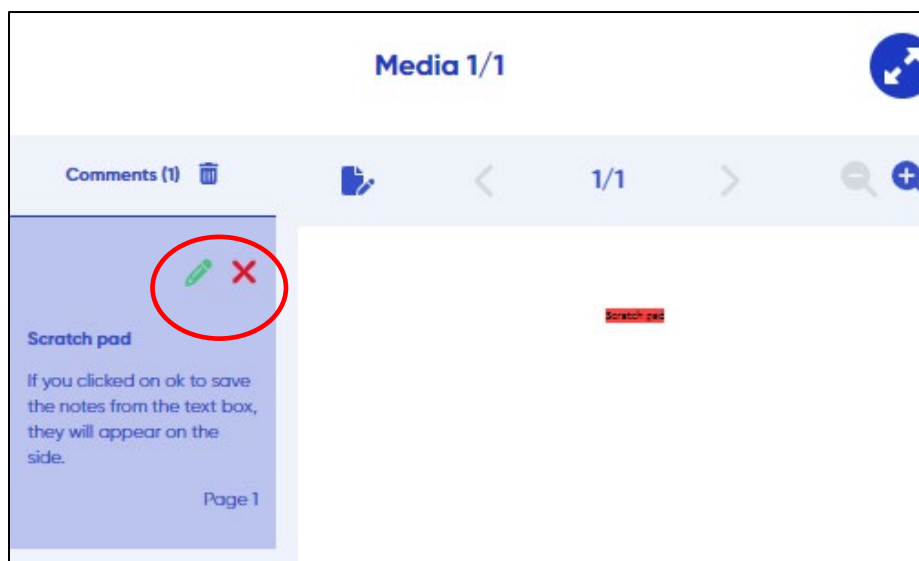 Media 1/1
Comments (1)
1/1
Scratch pad
Scratch pad
If you clicked on ok to save
the notes from the text box,
they will appear on the
side.
Page 1